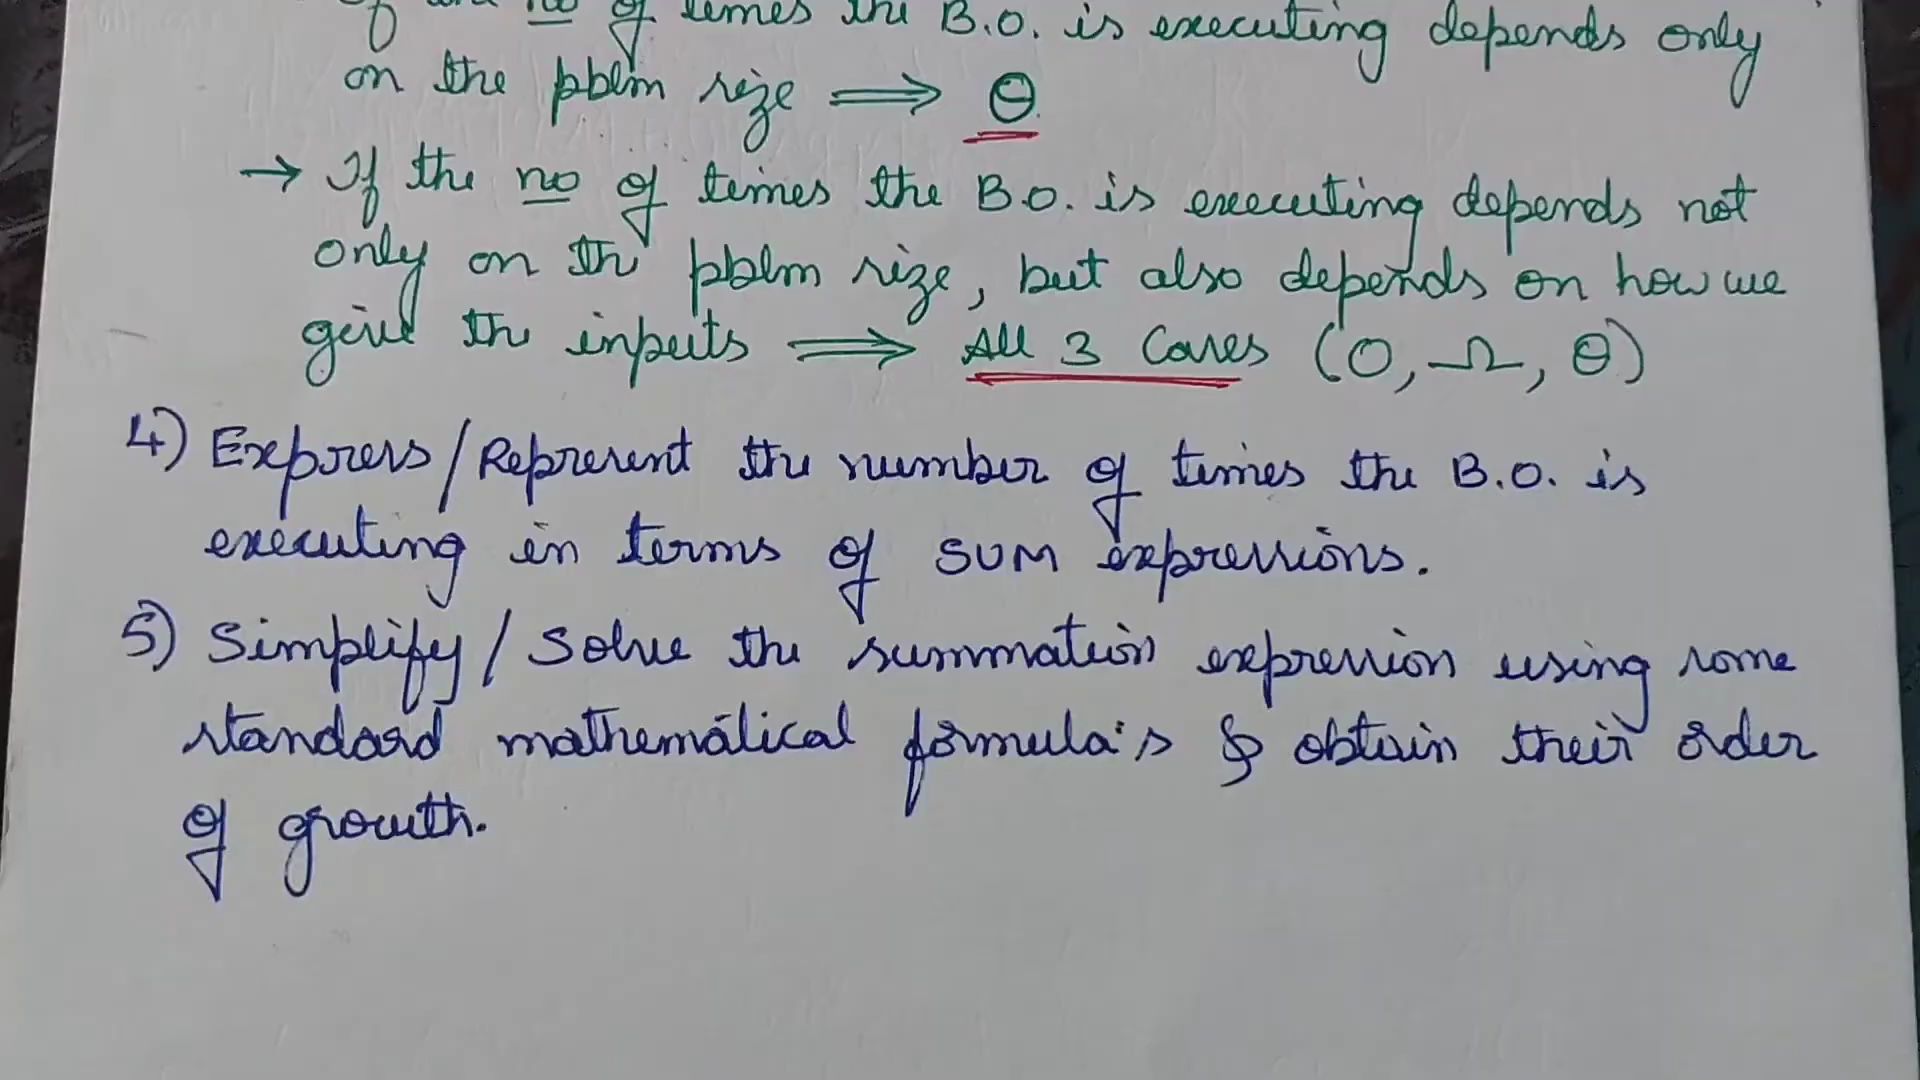 of times the B.O. is executing depends only
on the pblm size ⟹ Θ
→ If the no of times the B.O. is executing depends not
only on the pblm size, but also depends on how we
give the inputs ⟹ All 3 Cases (O, Ω, Θ)
4) Express/Represent the number of times the B.O. is
executing in terms of SUM expressions.
5) Simplify/Solve the summation expression using some
standard mathematical formula's & obtain their order
of growth.